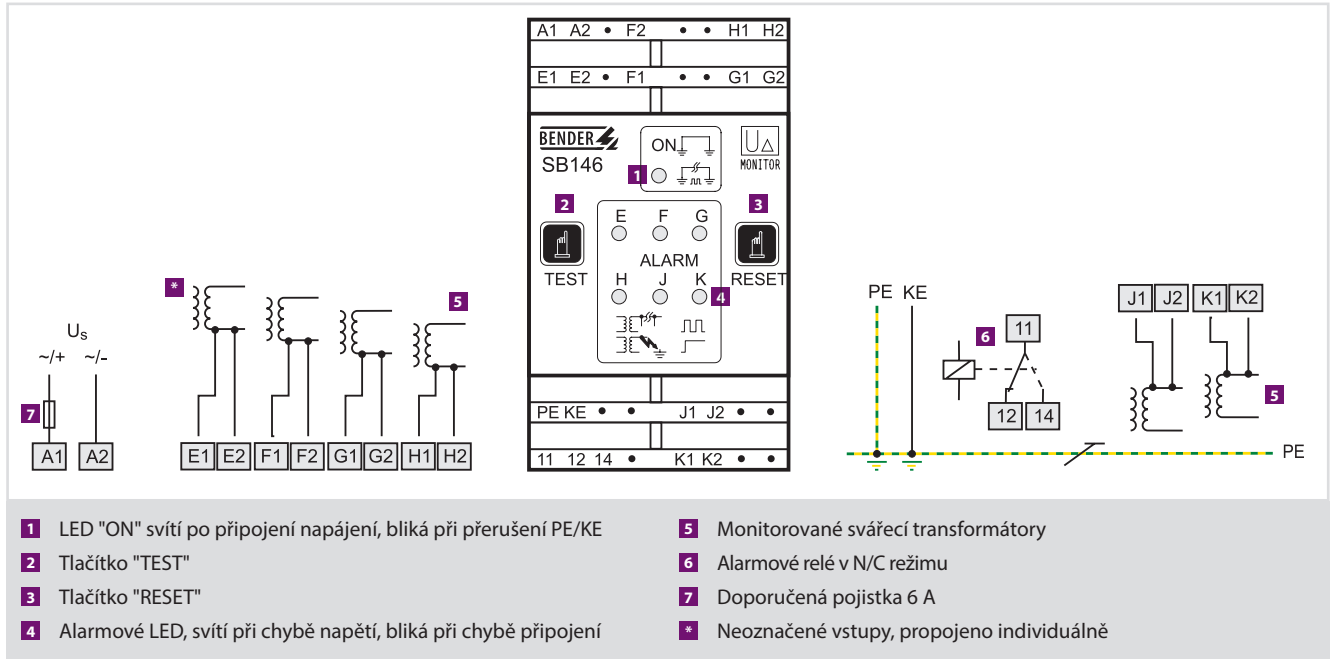 A1 A2 • F2 • • H1 H2
E1 E2 • F1 • • G1 G2
BENDER
SB146
ON
MONITOR
1
2
3
E F G
ALARM
TEST
H J K
RESET
4
PE KE • • J1 J2 • •
11 12 14 • K1 K2 • •
Us
~/+ ~/-
7
A1 A2
*
5
E1 E2 F1 F2 G1 G2 H1 H2
PE KE
6
11
12 14
J1 J2 K1 K2
5
PE
1 LED "ON" svítí po připojení napájení, bliká při přerušení PE/KE
2 Tlačítko "TEST"
3 Tlačítko "RESET"
4 Alarmové LED, svítí při chybě napětí, bliká při chybě připojení
5 Monitorované svářecí transformátory
6 Alarmové relé v N/C režimu
7 Doporučená pojistka 6 A
* Neoznačené vstupy, propojeno individuálně